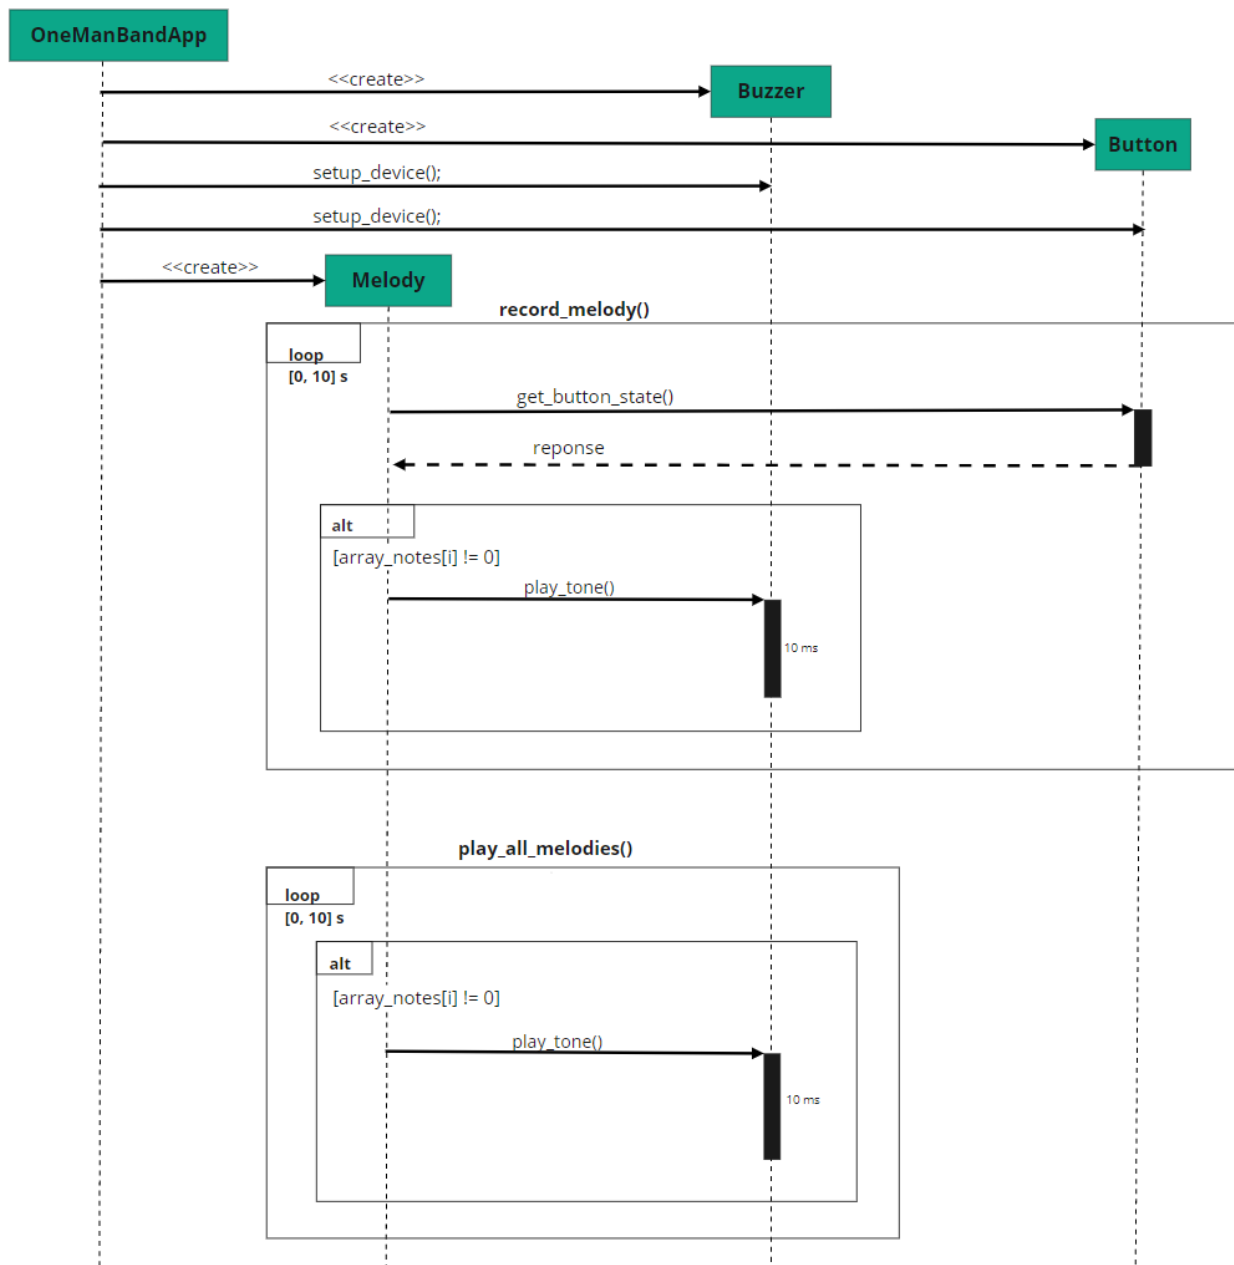 OneManBandApp
<<create>>
Buzzer
<<create>>
Button
setup_device();
setup_device();
<<create>>
Melody
record_melody()
loop
[0, 10] s
get_button_state()
reponse
alt
[array_notes[i] != 0]
play_tone()
10 ms
play_all_melodies()
loop
[0, 10] s
alt
[array_notes[i] != 0]
play_tone()
10 ms